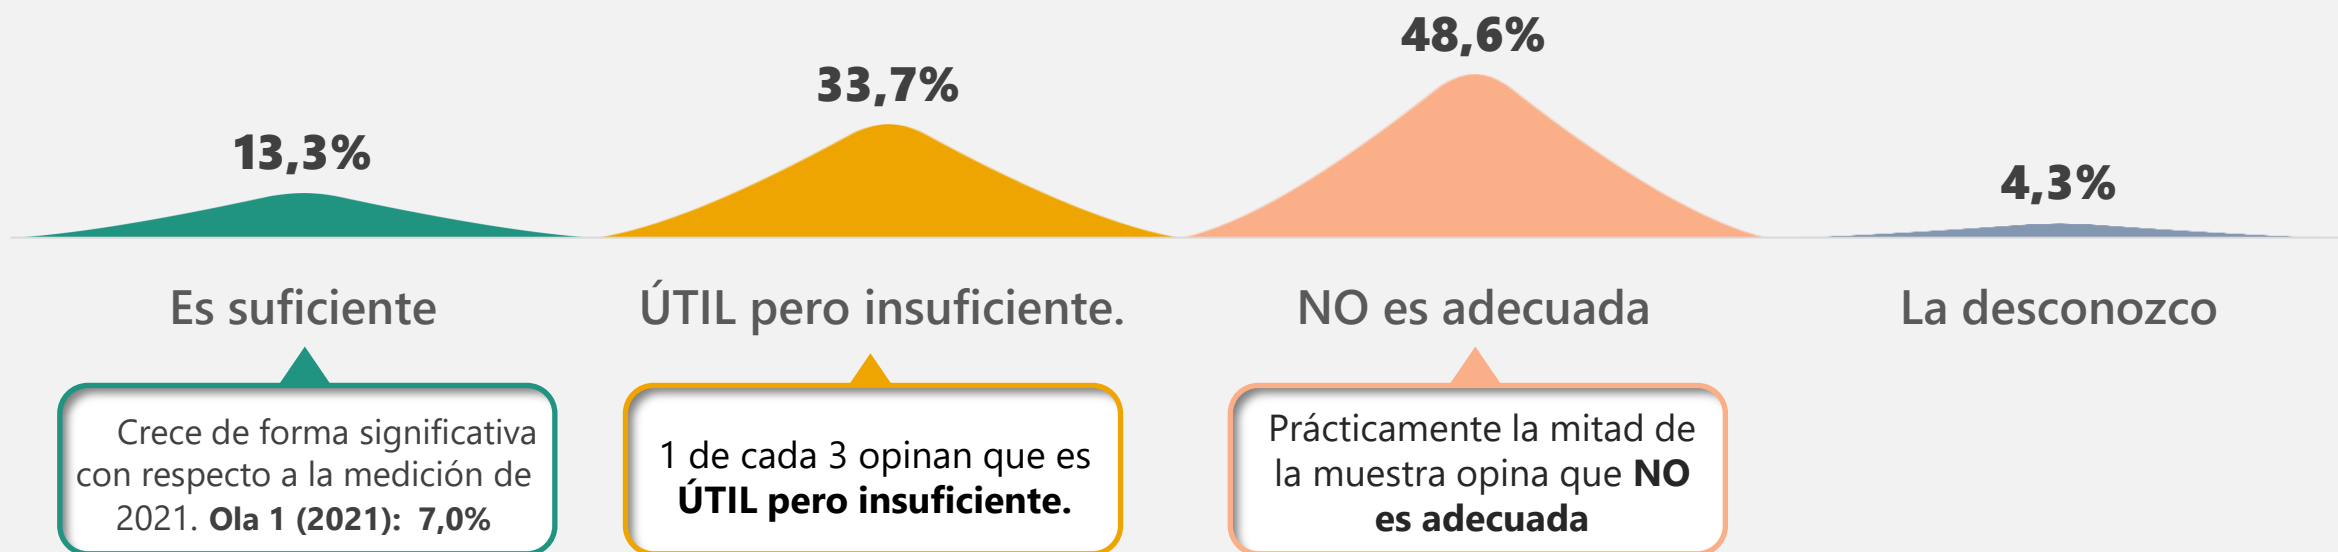 13,3%
33,7%
48,6%
4,3%
Es suficiente
ÚTIL pero insuficiente.
NO es adecuada
La desconozco
Crece de forma significativa
con respecto a la medición de
2021. Ola 1 (2021): 7,0%
1 de cada 3 opinan que es
ÚTIL pero insuficiente.
Prácticamente la mitad de
la muestra opina que NO
es adecuada